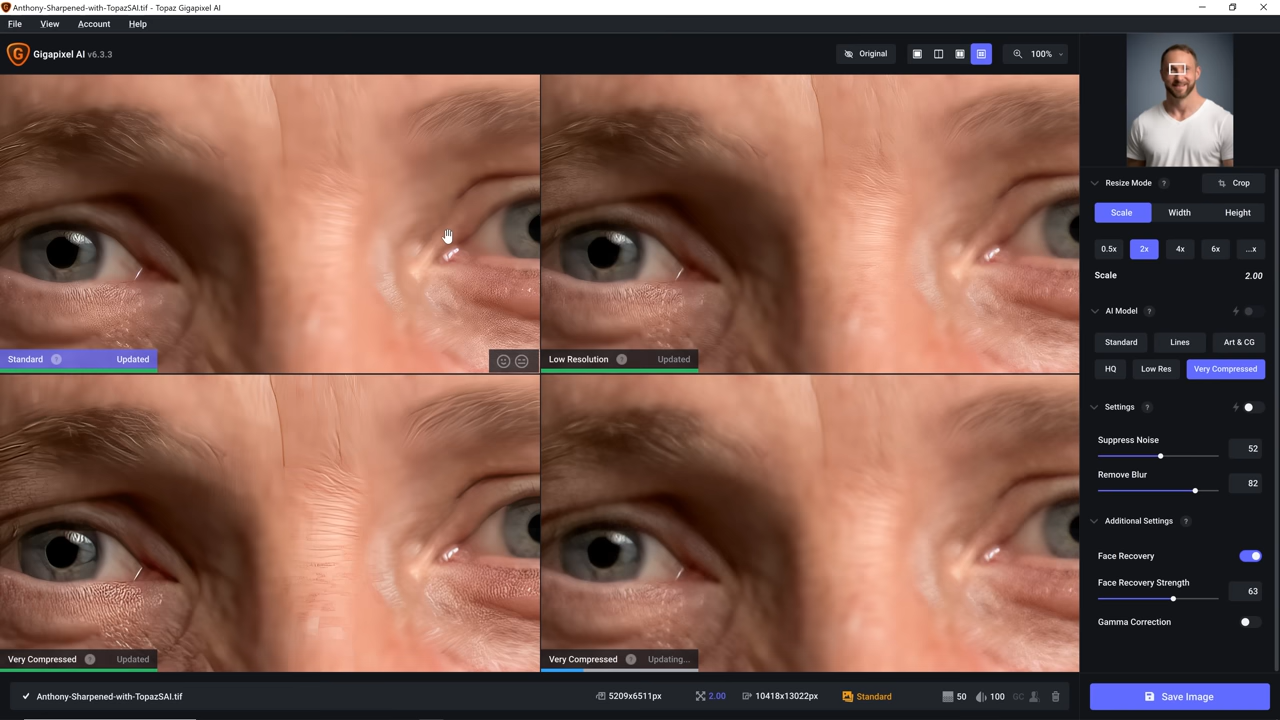 Anthony-Sharpened-with-TopazSAI.tif - Topaz Gigapixel AI
File View Account Help
Gigapixel AI v6.3.3
Original
100%
Resize Mode ?
Crop
Scale Width Height
0.5x 2x 4x 6x ...x
Scale 2.00
AI Model ?
Standard Lines Art & CG
HQ Low Res Very Compressed
Settings ?
Suppress Noise 52
Remove Blur 82
Additional Settings ?
Face Recovery
Face Recovery Strength 63
Gamma Correction
Standard ? Updated
Low Resolution ? Updated
Very Compressed ? Updated
Very Compressed ? Updating...
Anthony-Sharpened-with-TopazSAI.tif 5209x6511px 2.00 10418x13022px Standard 50 100 GC
Save Image